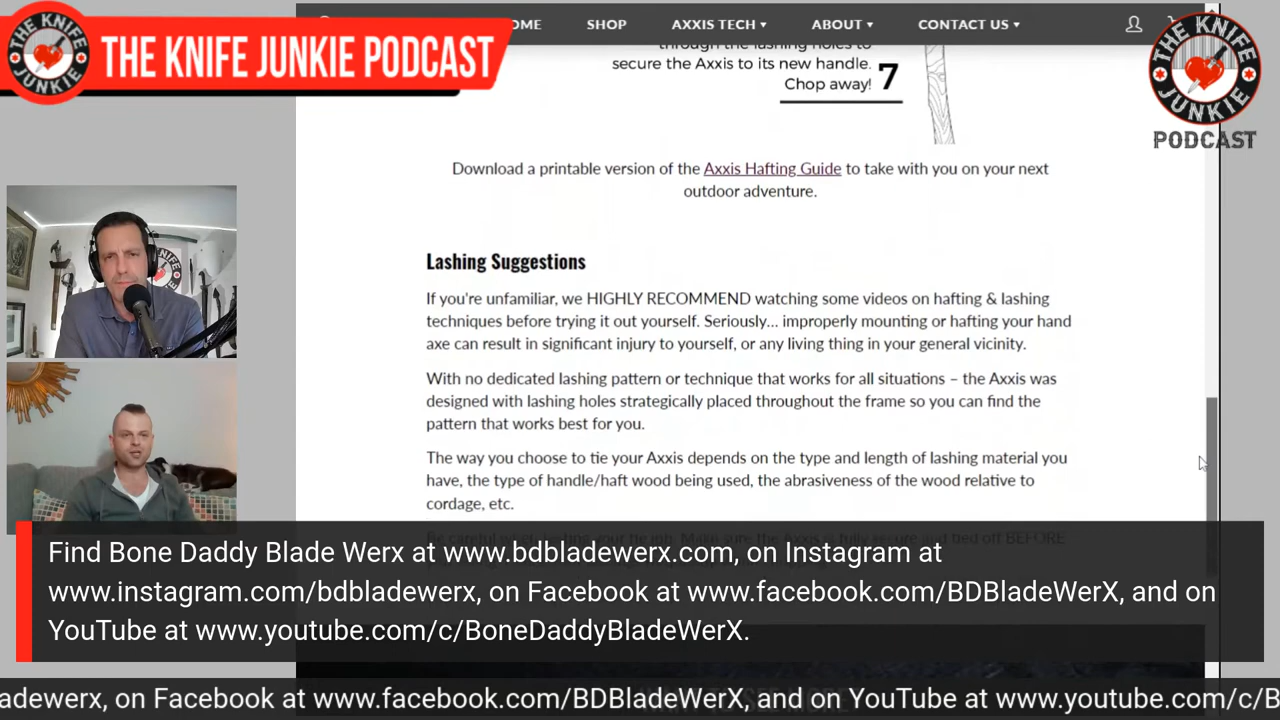 THE KNIFE JUNKIE PODCAST
THE KNIFE
JUNKIE
OME
SHOP
AXXIS TECH ▾
ABOUT ▾
CONTACT US ▾
THE KNIFE
JUNKIE
PODCAST
through the lashing holes to
secure the Axxis to its new handle.
Chop away!
7
Download a printable version of the Axxis Hafting Guide to take with you on your next
outdoor adventure.
Lashing Suggestions
If you're unfamiliar, we HIGHLY RECOMMEND watching some videos on hafting & lashing
techniques before trying it out yourself. Seriously... improperly mounting or hafting your hand
axe can result in significant injury to yourself, or any living thing in your general vicinity.
With no dedicated lashing pattern or technique that works for all situations – the Axxis was
designed with lashing holes strategically placed throughout the frame so you can find the
pattern that works best for you.
The way you choose to tie your Axxis depends on the type and length of lashing material you
have, the type of handle/haft wood being used, the abrasiveness of the wood relative to
cordage, etc.
Find Bone Daddy Blade Werx at www.bdbladewerx.com, on Instagram at
www.instagram.com/bdbladewerx, on Facebook at www.facebook.com/BDBladeWerX, and on
YouTube at www.youtube.com/c/BoneDaddyBladeWerX.
adewerx, on Facebook at www.facebook.com/BDBladeWerX, and on YouTube at www.youtube.com/c/B